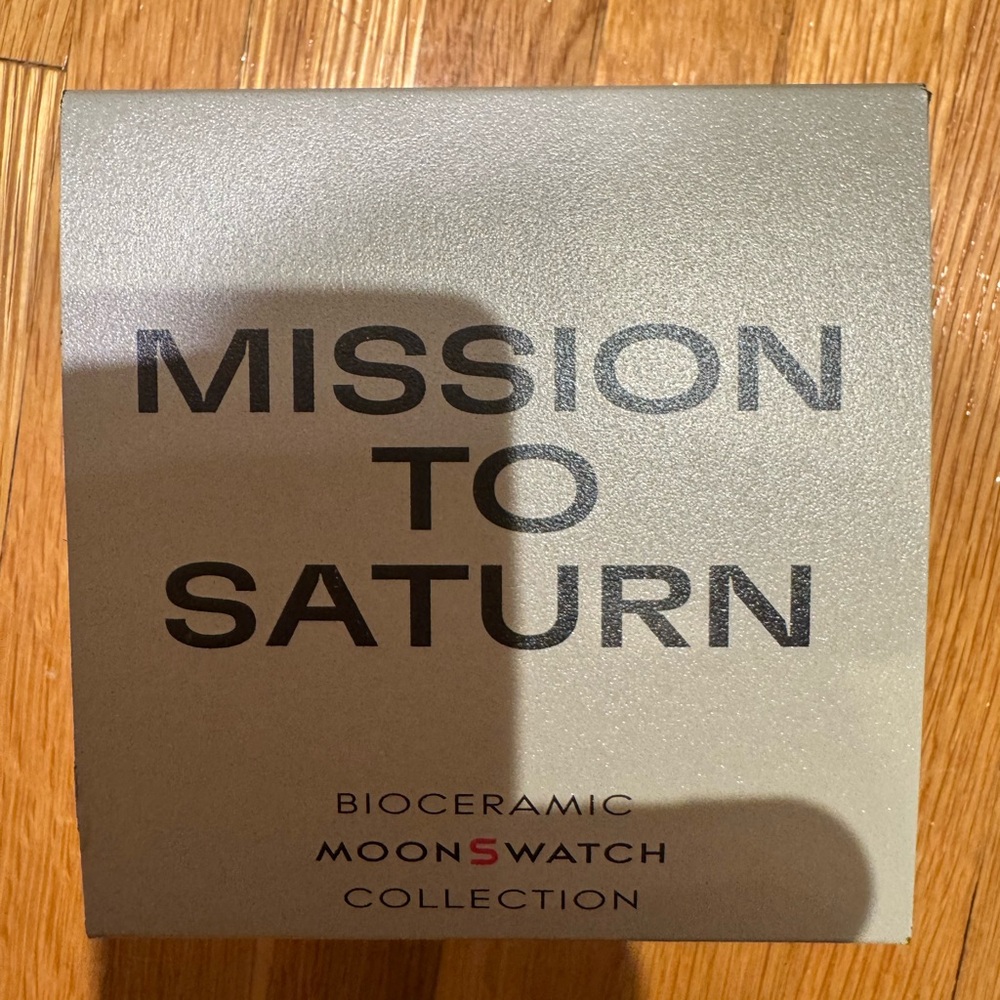 MISSION
TO
SATURN
BIOCERAMIC
MOONSWATCH
COLLECTION